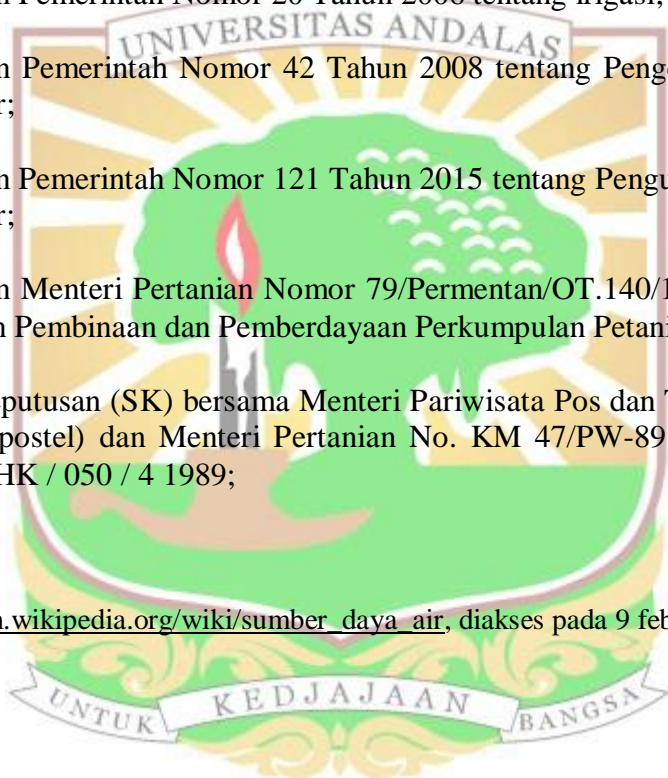 n Pemerintah Nomor 20 Tahun 2006 tentang Irigasi;
UNIVERSITAS ANDALAS
n Pemerintah Nomor 42 Tahun 2008 tentang Penge
r;
n Pemerintah Nomor 121 Tahun 2015 tentang Pengu
r;
n Menteri Pertanian Nomor 79/Permentan/OT.140/1
n Pembinaan dan Pemberdayaan Perkumpulan Petani
eputusan (SK) bersama Menteri Pariwisata Pos dan T
postel) dan Menteri Pertanian No. KM 47/PW-89
HK / 050 / 4 1989;
n.wikipedia.org/wiki/sumber_daya_air, diakses pada 9 feb
UNTUK KEDJAJAAN BANGSA